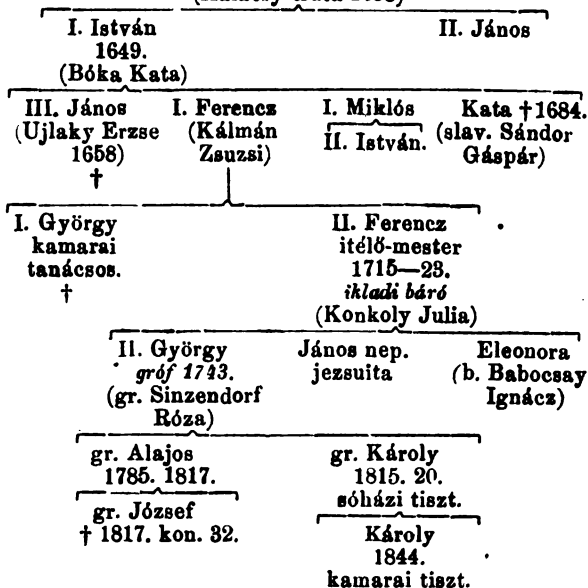 I. István II. János
1649.
(Bóka Kata)
III. János I. Ferencz I. Miklós Kata †1684.
(Ujlaky Erzse (Kálmán II. István. (slav. Sándor
1658) Zsuzsi) Gáspár)
†
I. György II. Ferencz
kamarai itélő-mester
tanácsos. 1715—23.
† ikladi báró
(Konkoly Julia)
II. György János nep. Eleonora
gróf 1743. jezsuita (b. Babocsay
(gr. Sinzendorf Ignácz)
Róza)
gr. Alajos gr. Károly
1785. 1817. 1815. 20.
sóházi tiszt.
gr. József
† 1817. kon. 32. Károly
1844.
kamarai tiszt.